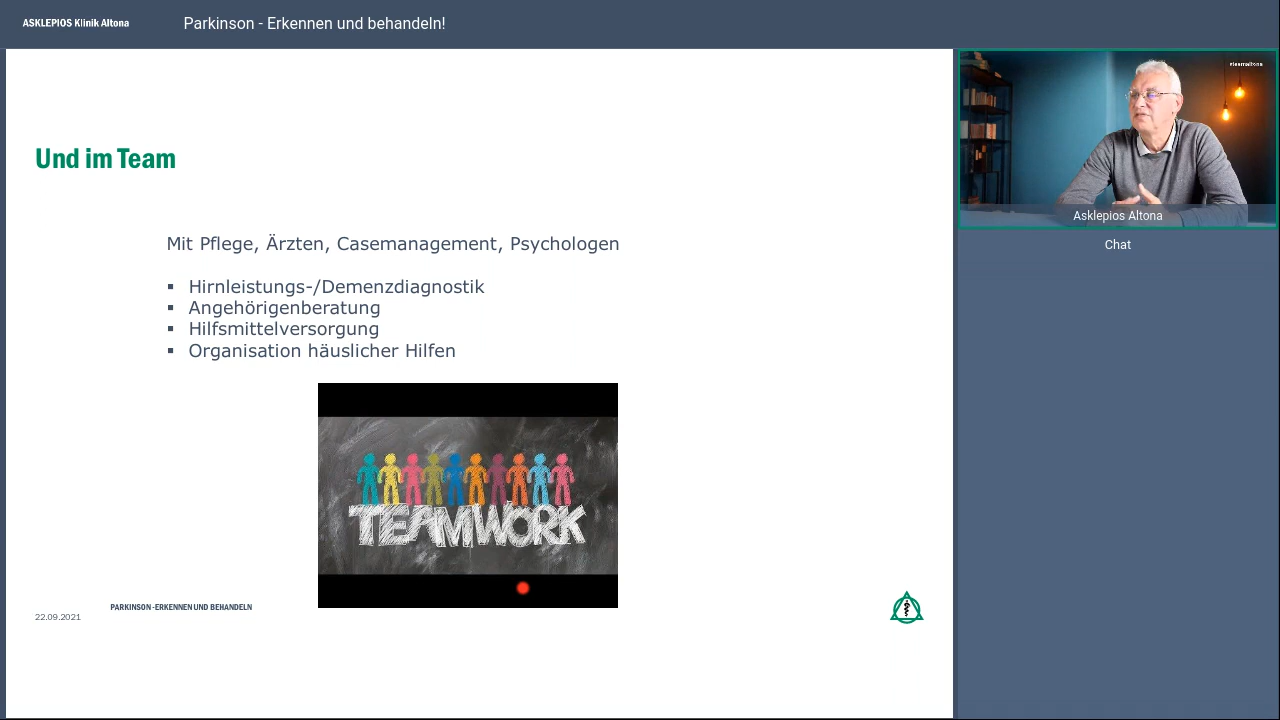 ASKLEPIOS Klinik Altona
Parkinson - Erkennen und behandeln!
#teamaltona
Asklepios Altona
Chat
Und im Team
Mit Pflege, Ärzten, Casemanagement, Psychologen
▪ Hirnleistungs-/Demenzdiagnostik
▪ Angehörigenberatung
▪ Hilfsmittelversorgung
▪ Organisation häuslicher Hilfen
TEAMWORK
PARKINSON -ERKENNEN UND BEHANDELN
22.09.2021